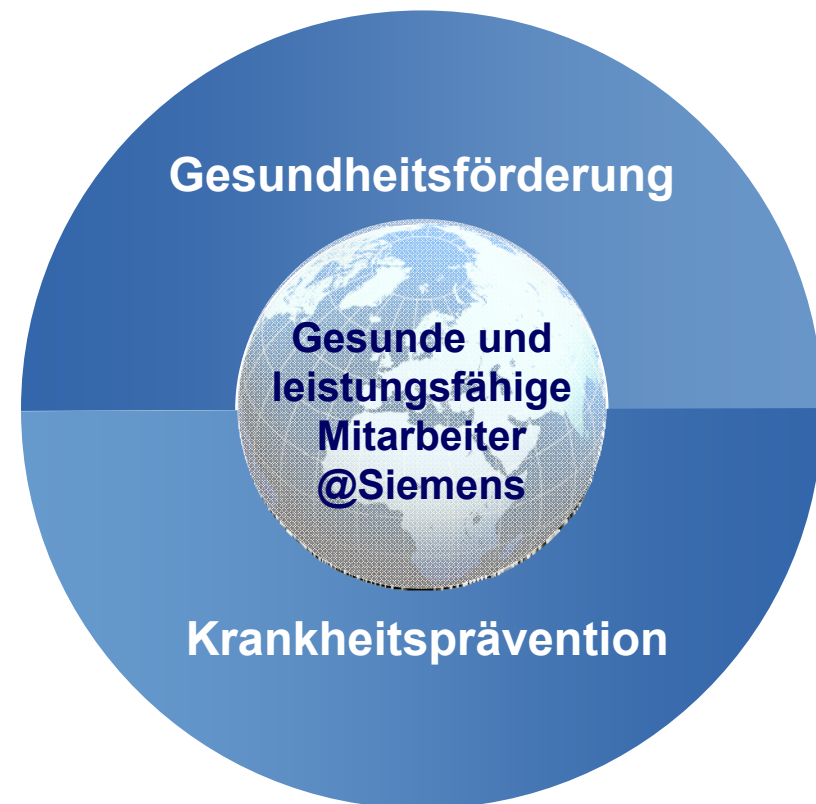 Gesundheitsförderung
Gesunde und
leistungsfähige
Mitarbeiter
@Siemens
Krankheitsprävention